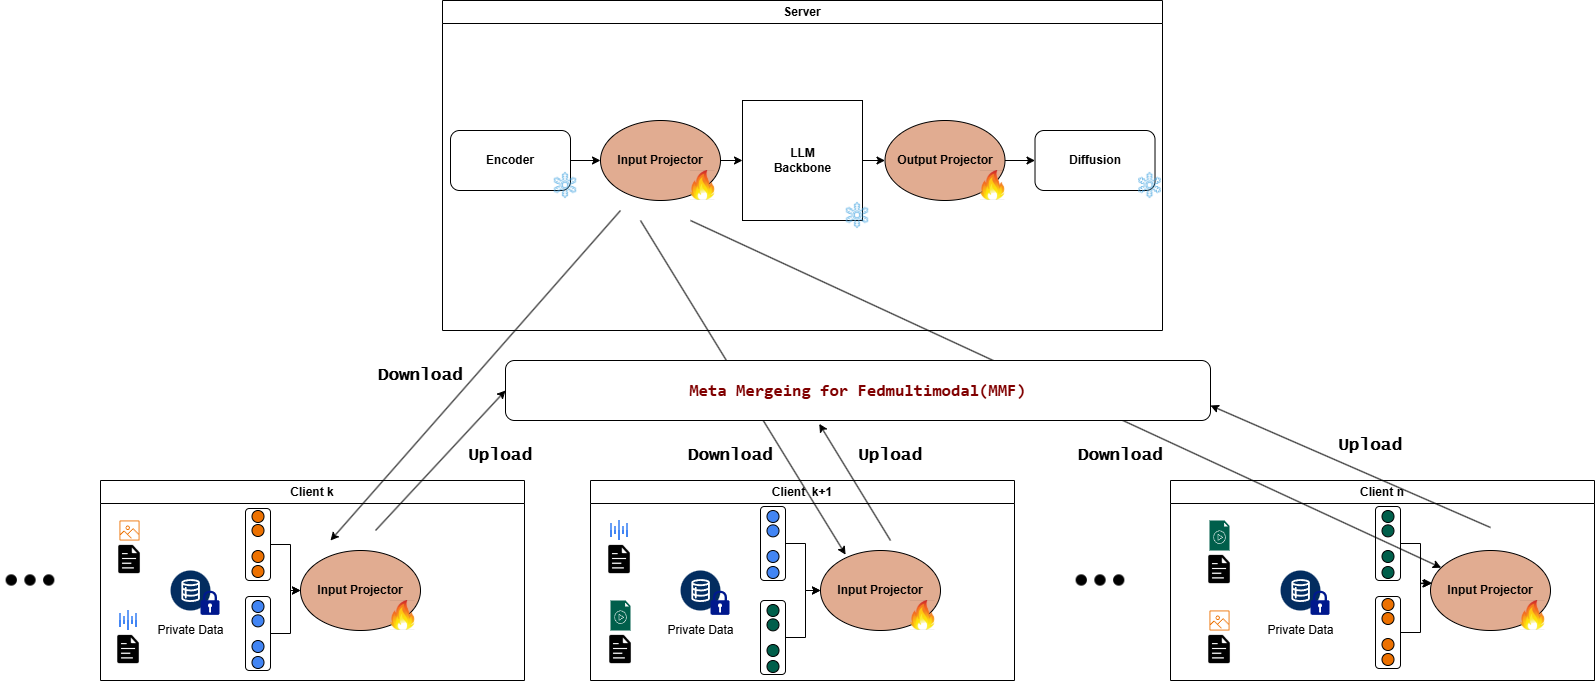 Server
Encoder
Input Projector
LLM
Backbone
Output Projector
Diffusion
Download
Meta Mergeing for Fedmultimodal(MMF)
Upload
Download
Upload
Download
Upload
Client k
Client k+1
Client n
Private Data
Input Projector
Private Data
Input Projector
Private Data
Input Projector